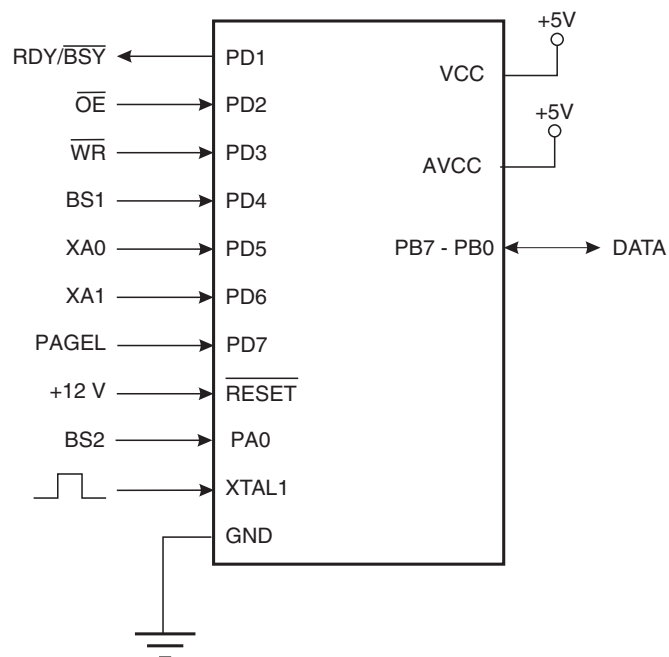 +5V
RDY/BSY PD1
VCC
OE PD2
+5V
WR PD3
AVCC
BS1 PD4
XA0 PD5 PB7 - PB0 DATA
XA1 PD6
PAGEL PD7
+12 V RESET
BS2 PA0
XTAL1
GND